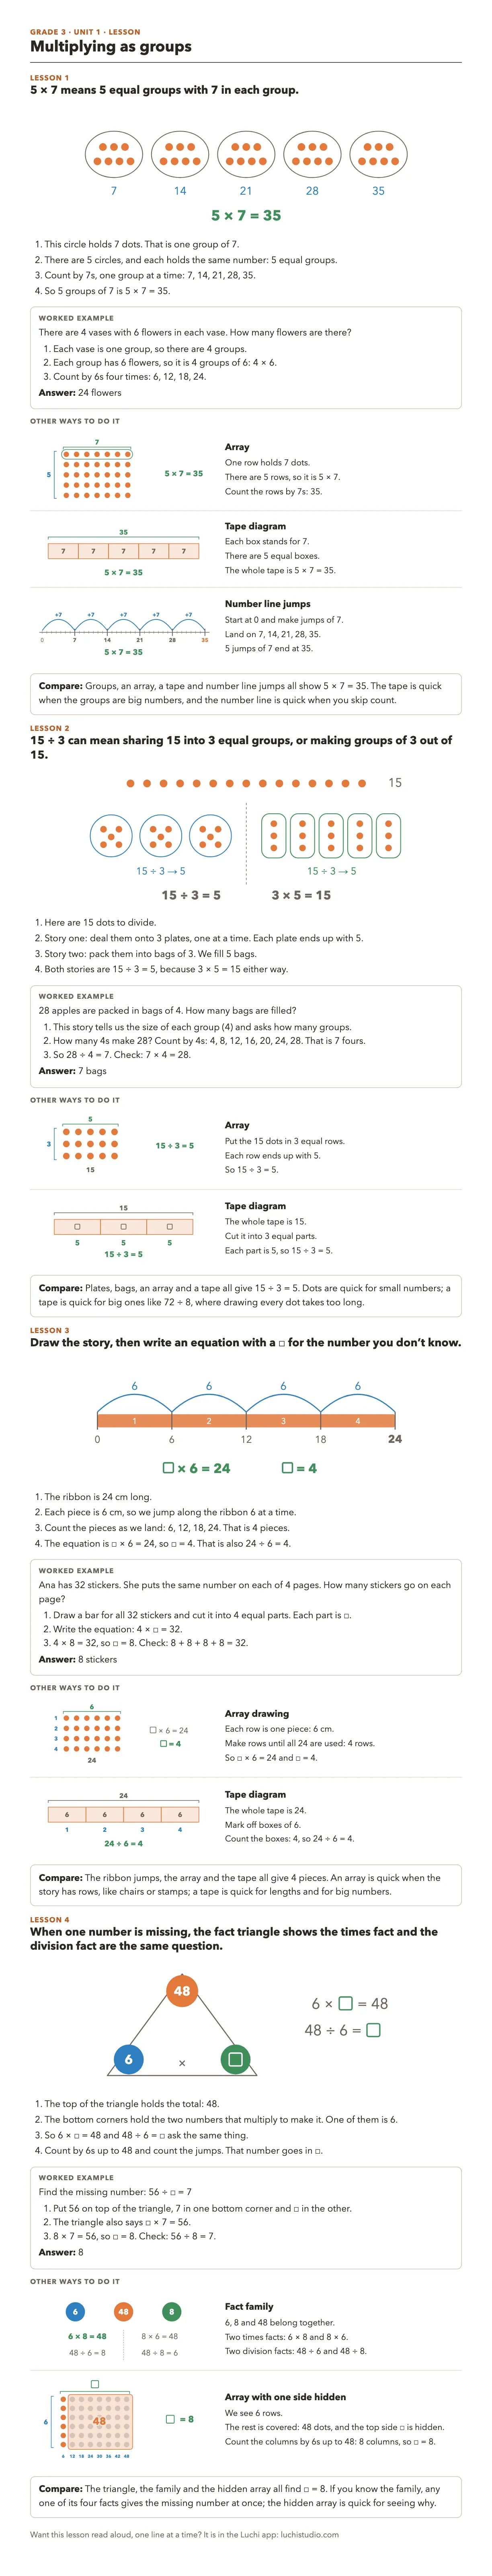 GRADE 3 · UNIT 1 · LESSON
Multiplying as groups
LESSON 1
5 × 7 means 5 equal groups with 7 in each group.
7 14 21 28 35
5 × 7 = 35
1. This circle holds 7 dots. That is one group of 7.
2. There are 5 circles, and each holds the same number: 5 equal groups.
3. Count by 7s, one group at a time: 7, 14, 21, 28, 35.
4. So 5 groups of 7 is 5 × 7 = 35.
WORKED EXAMPLE
There are 4 vases with 6 flowers in each vase. How many flowers are there?
1. Each vase is one group, so there are 4 groups.
2. Each group has 6 flowers, so it is 4 groups of 6: 4 × 6.
3. Count by 6s four times: 6, 12, 18, 24.
Answer: 24 flowers
OTHER WAYS TO DO IT
7
5
5 × 7 = 35
Array
One row holds 7 dots.
There are 5 rows, so it is 5 × 7.
Count the rows by 7s: 35.
35
7 7 7 7 7
5 × 7 = 35
Tape diagram
Each box stands for 7.
There are 5 equal boxes.
The whole tape is 5 × 7 = 35.
+7 +7 +7 +7 +7
0 7 14 21 28 35
5 × 7 = 35
Number line jumps
Start at 0 and make jumps of 7.
Land on 7, 14, 21, 28, 35.
5 jumps of 7 end at 35.
Compare: Groups, an array, a tape and number line jumps all show 5 × 7 = 35. The tape is quick
when the groups are big numbers, and the number line is quick when you skip count.
LESSON 2
15 ÷ 3 can mean sharing 15 into 3 equal groups, or making groups of 3 out of
15.
15
15 ÷ 3 → 5
15 ÷ 3 → 5
15 ÷ 3 = 5
3 × 5 = 15
1. Here are 15 dots to divide.
2. Story one: deal them onto 3 plates, one at a time. Each plate ends up with 5.
3. Story two: pack them into bags of 3. We fill 5 bags.
4. Both stories are 15 ÷ 3 = 5, because 3 × 5 = 15 either way.
WORKED EXAMPLE
28 apples are packed in bags of 4. How many bags are filled?
1. This story tells us the size of each group (4) and asks how many groups.
2. How many 4s make 28? Count by 4s: 4, 8, 12, 16, 20, 24, 28. That is 7 fours.
3. So 28 ÷ 4 = 7. Check: 7 × 4 = 28.
Answer: 7 bags
OTHER WAYS TO DO IT
5
3
15
15 ÷ 3 = 5
Array
Put the 15 dots in 3 equal rows.
Each row ends up with 5.
So 15 ÷ 3 = 5.
15
□ □ □
5 5 5
15 ÷ 3 = 5
Tape diagram
The whole tape is 15.
Cut it into 3 equal parts.
Each part is 5, so 15 ÷ 3 = 5.
Compare: Plates, bags, an array and a tape all give 15 ÷ 3 = 5. Dots are quick for small numbers; a
tape is quick for big ones like 72 ÷ 8, where drawing every dot takes too long.
LESSON 3
Draw the story, then write an equation with a □ for the number you don’t know.
6 6 6 6
1 2 3 4
0 6 12 18 24
□ × 6 = 24
□ = 4
1. The ribbon is 24 cm long.
2. Each piece is 6 cm, so we jump along the ribbon 6 at a time.
3. Count the pieces as we land: 6, 12, 18, 24. That is 4 pieces.
4. The equation is □ × 6 = 24, so □ = 4. That is also 24 ÷ 6 = 4.
WORKED EXAMPLE
Ana has 32 stickers. She puts the same number on each of 4 pages. How many stickers go on each
page?
1. Draw a bar for all 32 stickers and cut it into 4 equal parts. Each part is □.
2. Write the equation: 4 × □ = 32.
3. 4 × 8 = 32, so □ = 8. Check: 8 + 8 + 8 + 8 = 32.
Answer: 8 stickers
OTHER WAYS TO DO IT
6
1
2
3
4
24
□ × 6 = 24
□ = 4
Array drawing
Each row is one piece: 6 cm.
Make rows until all 24 are used: 4 rows.
So □ × 6 = 24 and □ = 4.
24
6 6 6 6
1 2 3 4
24 ÷ 6 = 4
Tape diagram
The whole tape is 24.
Mark off boxes of 6.
Count the boxes: 4, so 24 ÷ 6 = 4.
Compare: The ribbon jumps, the array and the tape all give 4 pieces. An array is quick when the
story has rows, like chairs or stamps; a tape is quick for lengths and for big numbers.
LESSON 4
When one number is missing, the fact triangle shows the times fact and the
division fact are the same question.
48
6 × □
6 × □ = 48
48 ÷ 6 = □
1. The top of the triangle holds the total: 48.
2. The bottom corners hold the two numbers that multiply to make it. One of them is 6.
3. So 6 × □ = 48 and 48 ÷ 6 = □ ask the same thing.
4. Count by 6s up to 48 and count the jumps. That number goes in □.
WORKED EXAMPLE
Find the missing number: 56 ÷ □ = 7
1. Put 56 on top of the triangle, 7 in one bottom corner and □ in the other.
2. The triangle also says □ × 7 = 56.
3. 8 × 7 = 56, so □ = 8. Check: 56 ÷ 8 = 7.
Answer: 8
OTHER WAYS TO DO IT
6 48 8
6 × 8 = 48
8 × 6 = 48
48 ÷ 6 = 8
48 ÷ 8 = 6
Fact family
6, 8 and 48 belong together.
Two times facts: 6 × 8 and 8 × 6.
Two division facts: 48 ÷ 6 and 48 ÷ 8.
□
6
48
6 12 18 24 30 36 42 48
□ = 8
Array with one side hidden
We see 6 rows.
The rest is covered: 48 dots, and the top side □ is hidden.
Count the columns by 6s up to 48: 8 columns, so □ = 8.
Compare: The triangle, the family and the hidden array all find □ = 8. If you know the family, any
one of its four facts gives the missing number at once; the hidden array is quick for seeing why.
Want this lesson read aloud, one line at a time? It is in the Luchi app: luchistudio.com